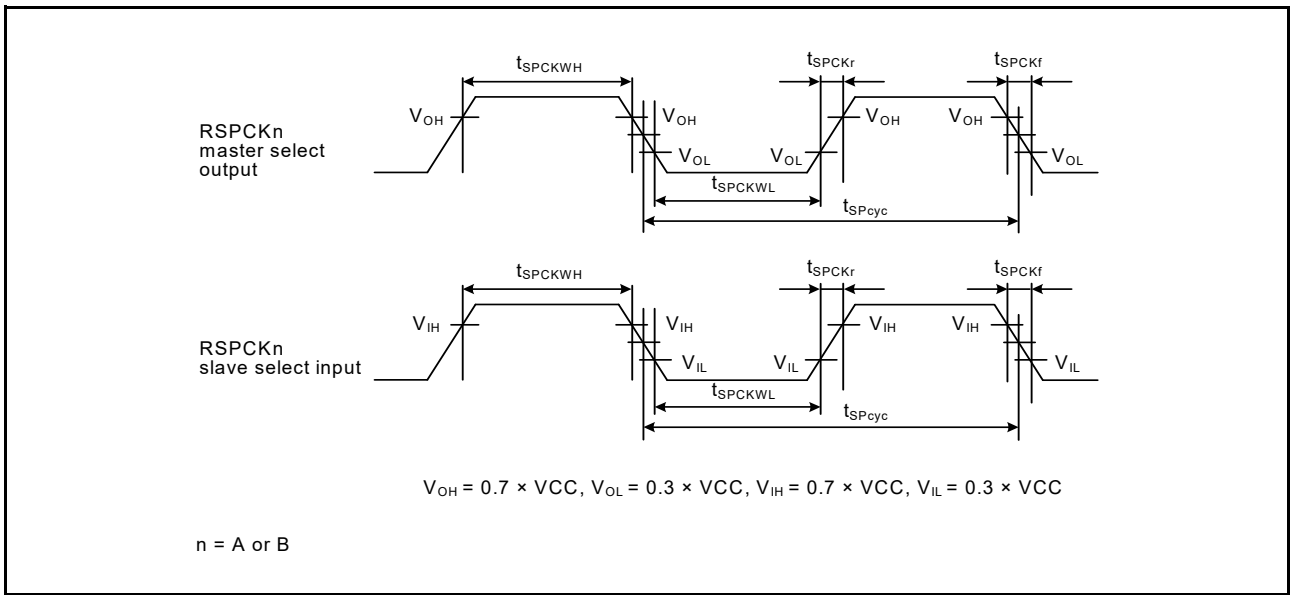 tSPCKWH
tSPCKr
tSPCKf
VOH
VOH
VOH
VOH
RSPCKn
master select
output
VOL
VOL
VOL
tSPCKWL
tSPcyc
tSPCKWH
tSPCKr
tSPCKf
VIH
VIH
VIH
VIH
RSPCKn
slave select input
VIL
VIL
VIL
tSPCKWL
tSPcyc
VOH = 0.7 × VCC, VOL = 0.3 × VCC, VIH = 0.7 × VCC, VIL = 0.3 × VCC
n = A or B